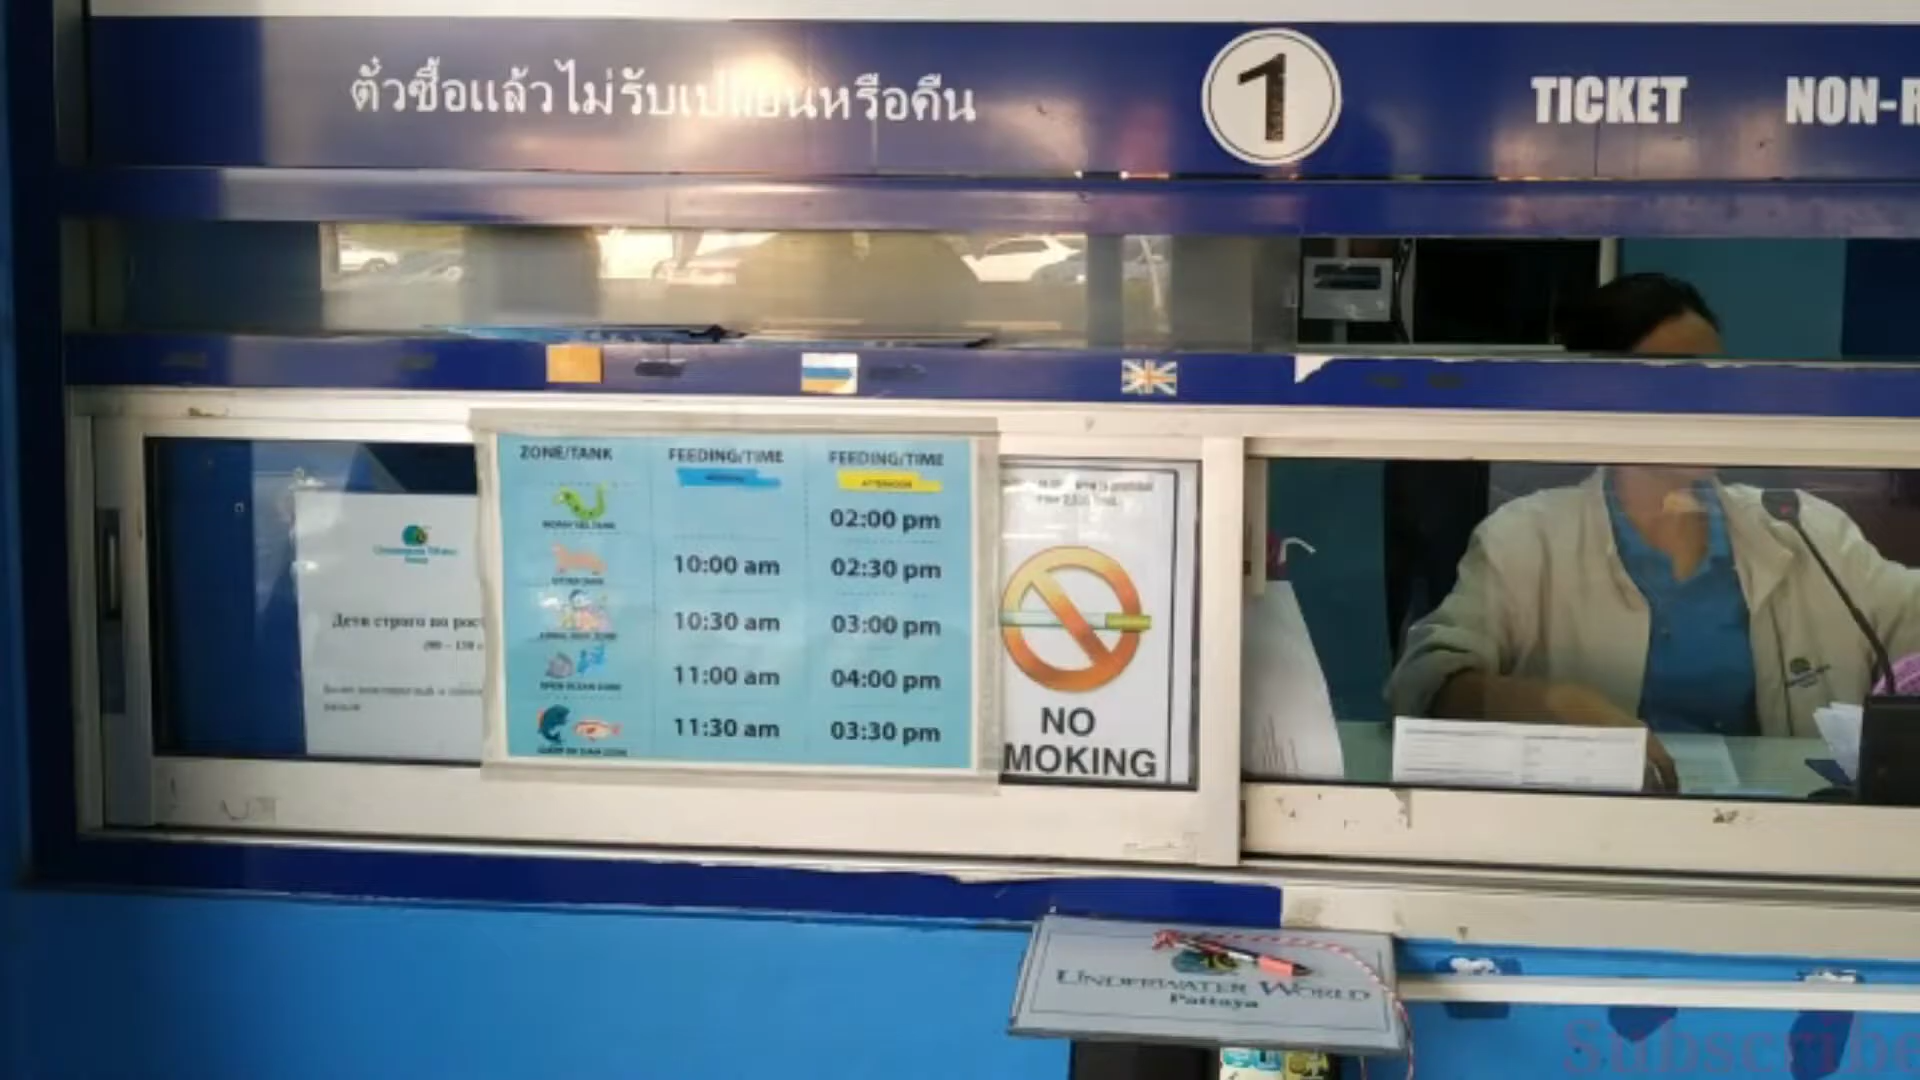 ตั๋วซื้อแล้วไม่รับเปลี่ยนหรือคืน
1
TICKET NON-R
ZONE/TANK FEEDING/TIME FEEDING/TIME
AFTERNOON
02:00 pm
10:00 am 02:30 pm
10:30 am 03:00 pm
11:00 am 04:00 pm
11:30 am 03:30 pm
Дети строго по рост
NO
MOKING
UNDERWATER WORLD
Pattaya
Subscribe